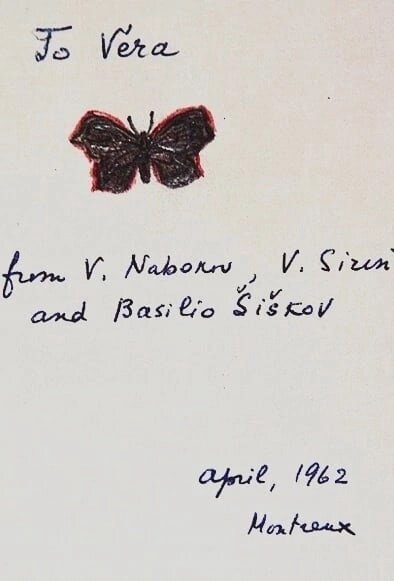 To Véra
from V. Nabokov, V. Sirin
and Basilio Šiškov
April, 1962
Montreux